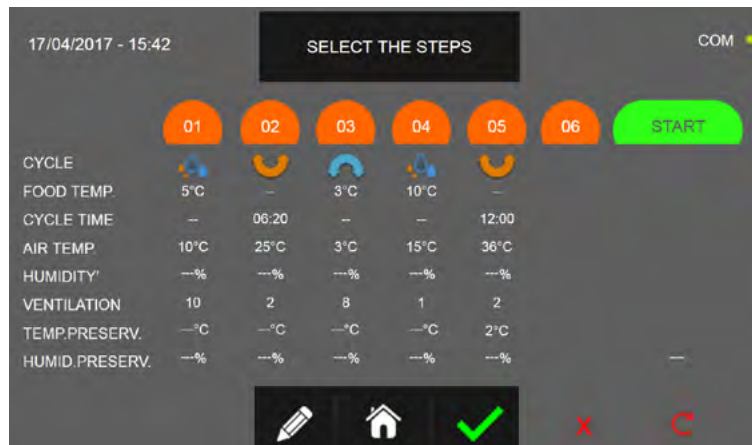 17/04/2017 - 15:42 SELECT THE STEPS COM
01 02 03 04 05 06 START
CYCLE
FOOD TEMP. 5°C -- 3°C 10°C --
CYCLE TIME -- 06:20 -- -- 12:00
AIR TEMP. 10°C 25°C 3°C 15°C 36°C
HUMIDITY' ---% ---% ---% ---% ---%
VENTILATION 10 2 8 1 2
TEMP.PRESERV. ---°C ---°C ---°C ---°C 2°C
HUMID.PRESERV. ---% ---% ---% ---% ---% ---
X